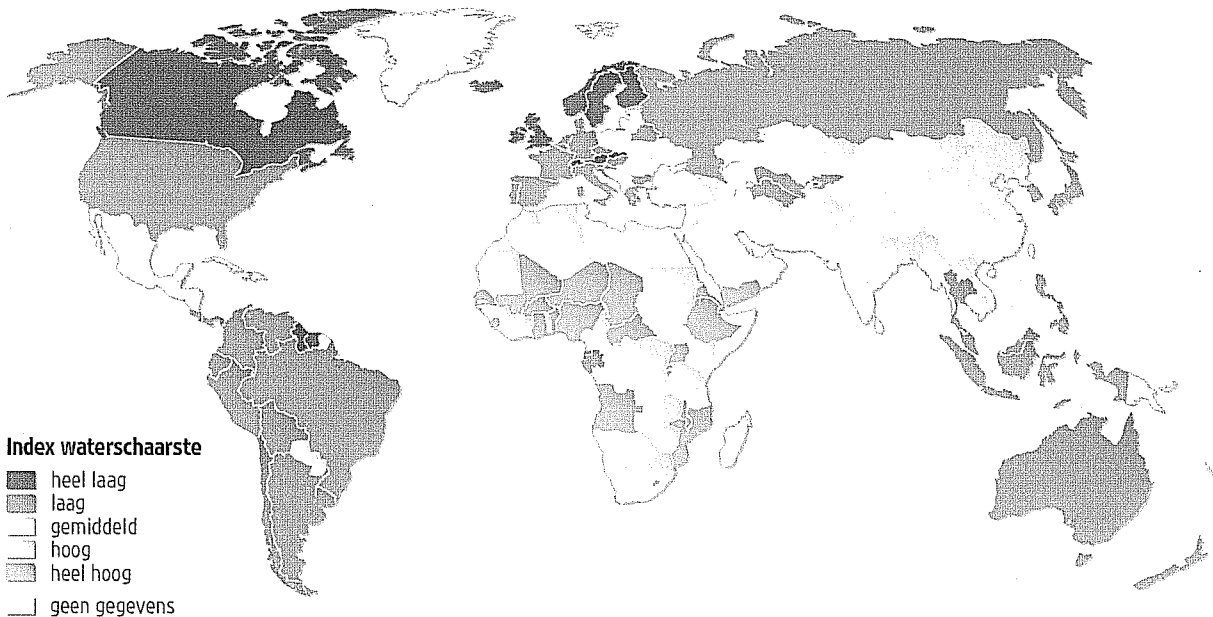 Index waterschaarste
heel laag
laag
gemiddeld
hoog
heel hoog
geen gegevens